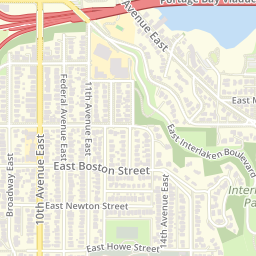 Portage Bay Viaduct
Avenue East
11th Avenue East
Federal Avenue East
East M
East Interlaken Boulevard
East Boston Street
Broadway East
10th Avenue East
14th Avenue East
Inter
Pa
East Newton Street
East Howe Street